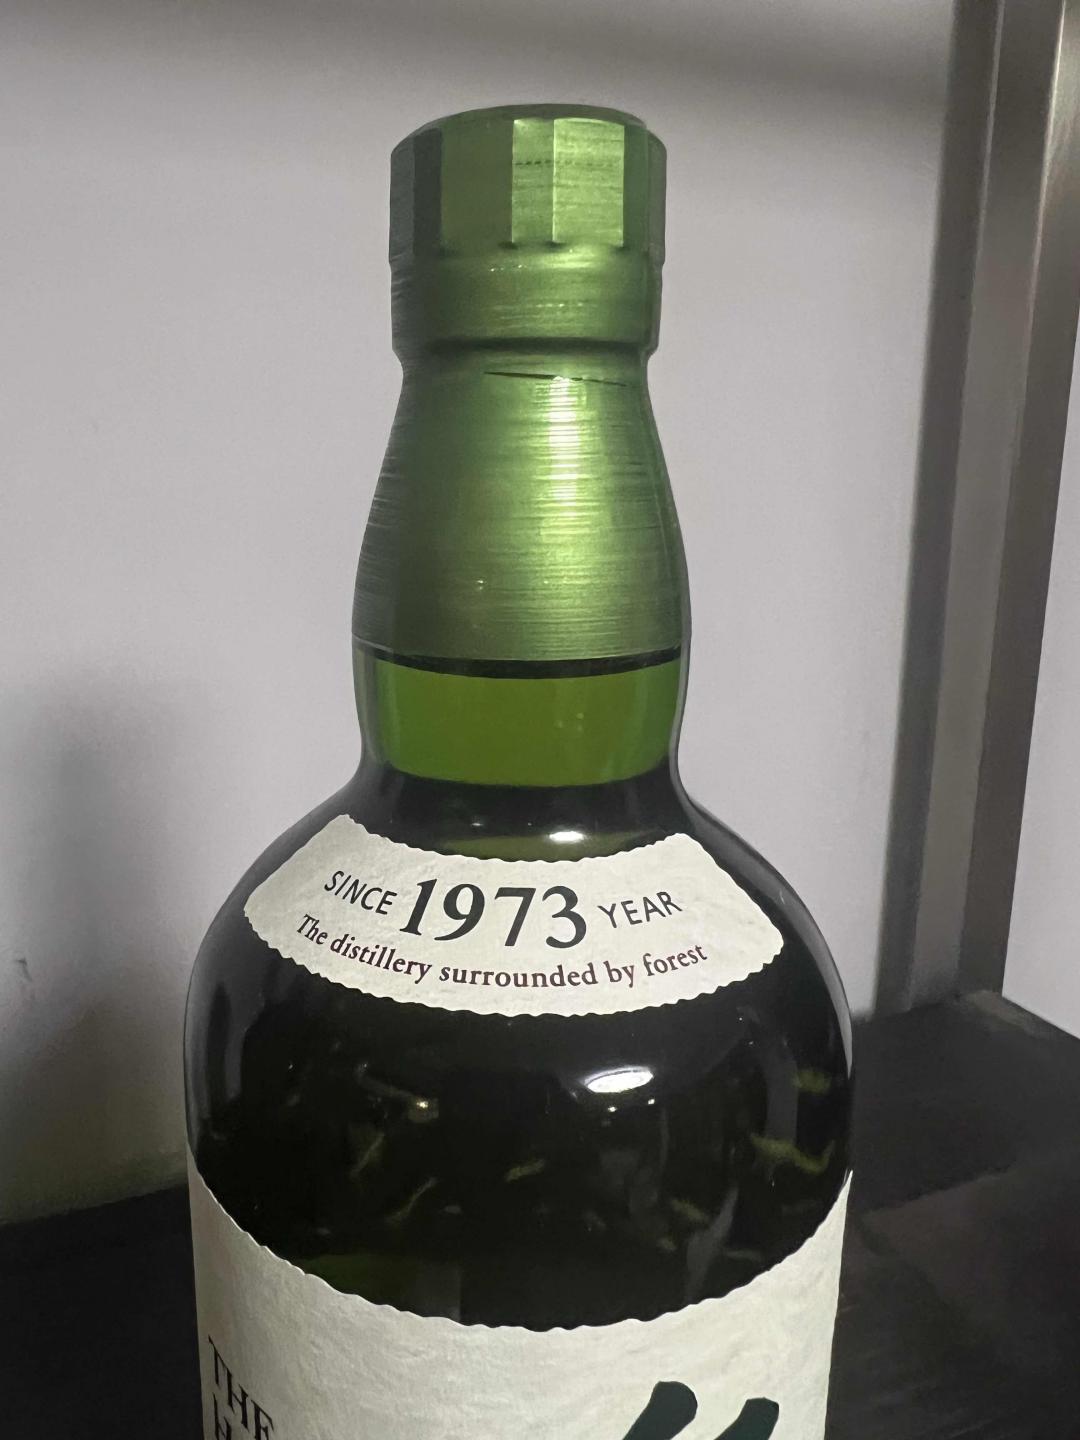 SINCE 1973 YEAR
The distillery surrounded by forest
THE